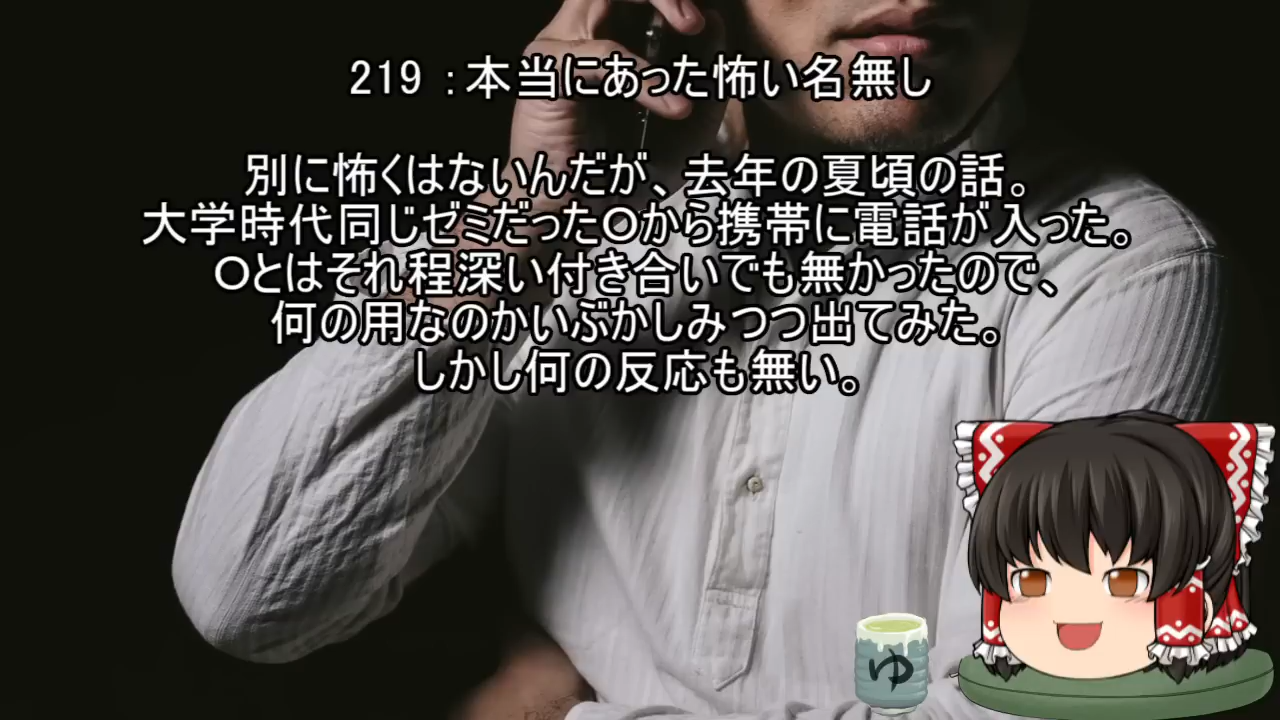 219 : 本当にあった怖い名無し
別に怖くはないんだが、去年の夏頃の話。
大学時代同じゼミだった〇から携帯に電話が入った。
〇とはそれ程深い付き合いでも無かったので、
何の用なのかいぶかしみつつ出てみた。
しかし何の反応も無い。
ゆ